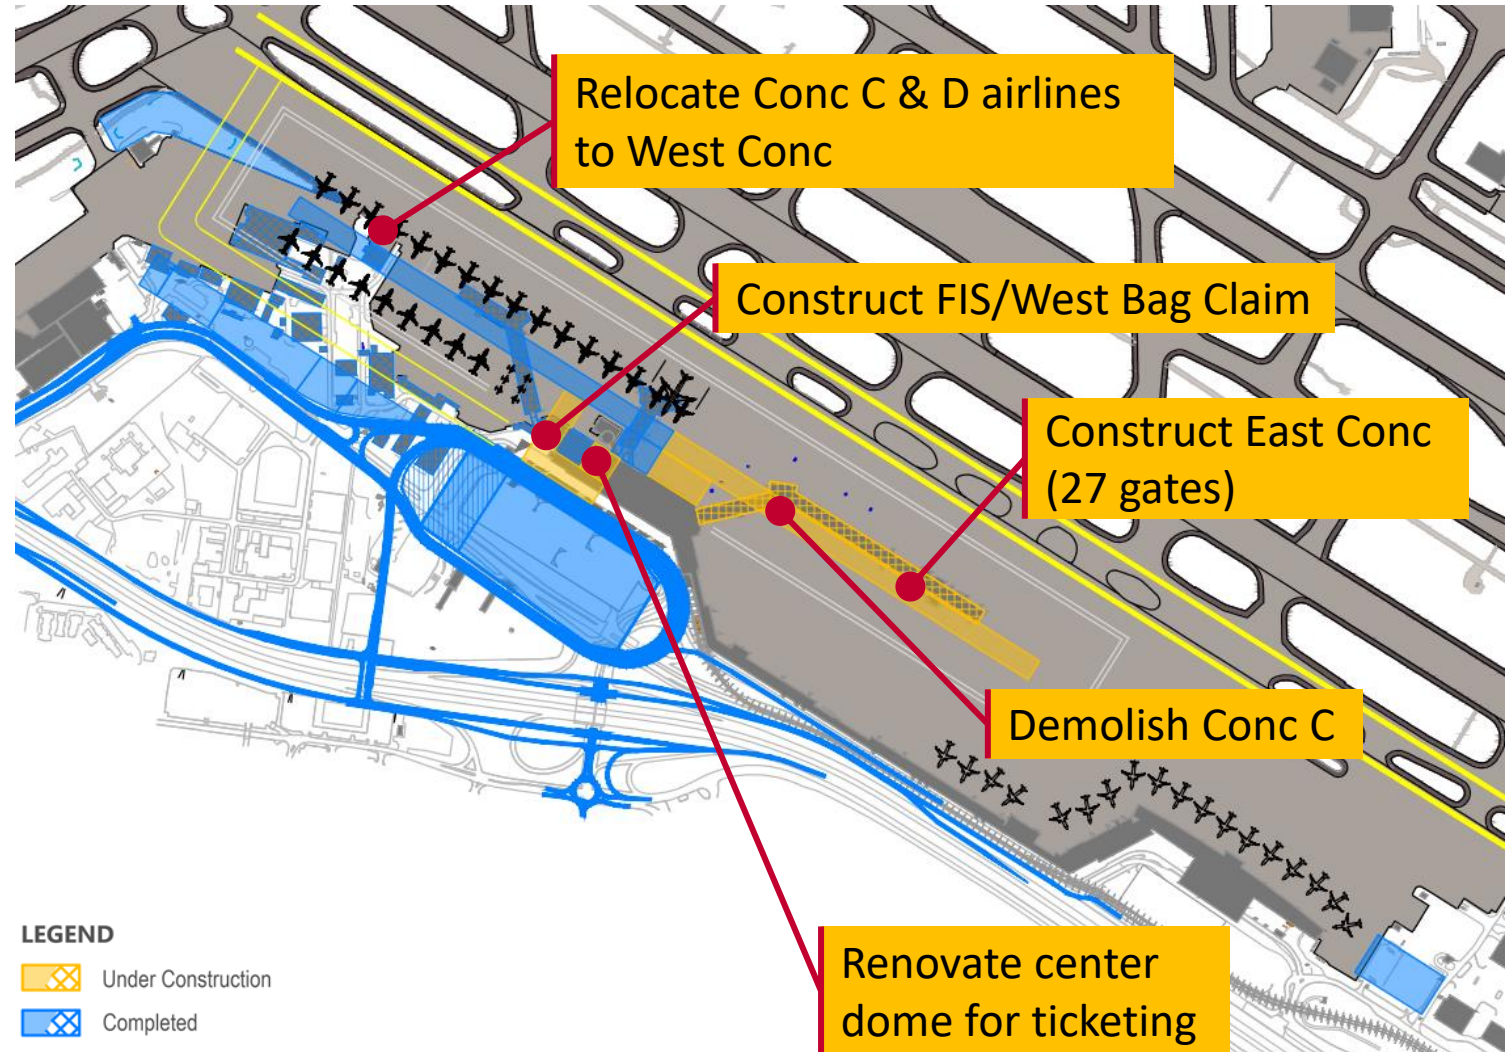 Relocate Conc C & D airlines
to West Conc
Construct FIS/West Bag Claim
Construct East Conc
(27 gates)
Demolish Conc C
Renovate center
dome for ticketing
LEGEND
Under Construction
Completed